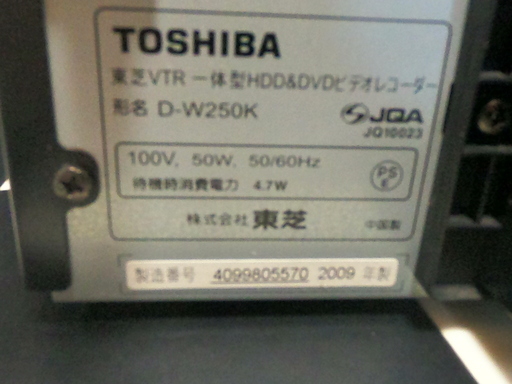 TOSHIBA
東芝VTR一体型HDD&DVDビデオレコーダー
形名 D-W250K
JQA
JQ10023
100V, 50W, 50/60Hz
待機時消費電力 4.7W
PS
E
株式会社 東芝
中国製
製造番号 4099805570 2009 年製